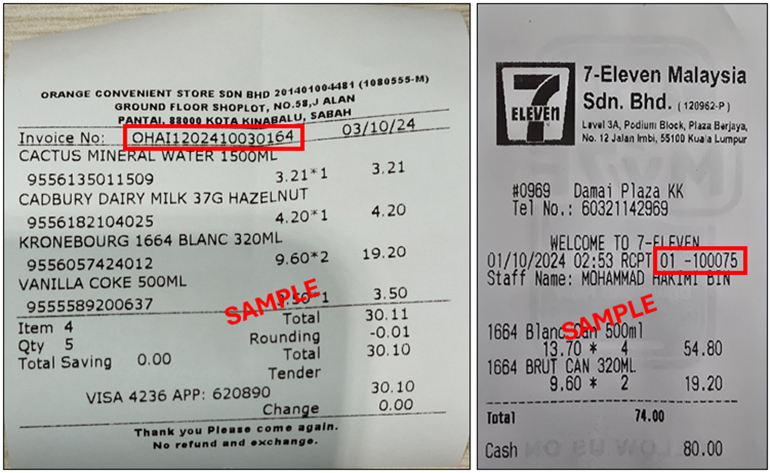 ORANGE CONVENIENT STORE SDN BHD 201401004481 (1080555-M)
GROUND FLOOR SHOPLOT, NO.58,J ALAN
PANTAI, 88000 KOTA KINABALU, SABAH
Invoice No: OHAI1202410030164 03/10/24
CACTUS MINERAL WATER 1500ML
9556135011509 3.21*1 3.21
CADBURY DAIRY MILK 37G HAZELNUT
9556182104025 4.20*1 4.20
KRONEBOURG 1664 BLANC 320ML
9556057424012 9.60*2 19.20
VANILLA COKE 500ML
9555589200637 3.50*1 3.50
SAMPLE
Item 4 Total 30.11
Qty 5 Rounding -0.01
Total Saving 0.00 Total 30.10
Tender
VISA 4236 APP: 620890 30.10
Change 0.00
Thank you Please come again.
No refund and exchange.
7 ELEVEN
7-Eleven Malaysia
Sdn. Bhd. (120962-P)
Level 3A, Podium Block, Plaza Berjaya,
No. 12 Jalan Imbi, 55100 Kuala Lumpur
#0969 Damai Plaza KK
Tel No.: 60321142969
WELCOME TO 7-ELEVEN
01/10/2024 02:53 RCPT 01 -100075
Staff Name: MOHAMMAD HAKIMI BIN
SAMPLE
1664 Blanc Can 500ml
13.70 * 4 54.80
1664 BRUT CAN 320ML
9.60 * 2 19.20
Total 74.00
Cash 80.00